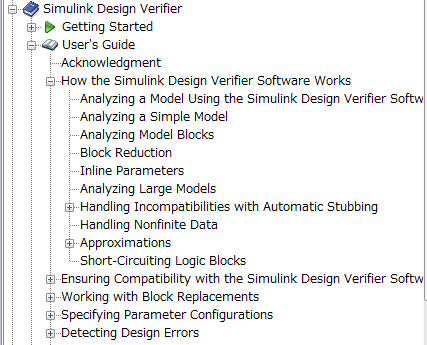 Simulink Design Verifier
Getting Started
User's Guide
Acknowledgment
How the Simulink Design Verifier Software Works
Analyzing a Model Using the Simulink Design Verifier Softw
Analyzing a Simple Model
Analyzing Model Blocks
Block Reduction
Inline Parameters
Analyzing Large Models
Handling Incompatibilities with Automatic Stubbing
Handling Nonfinite Data
Approximations
Short-Circuiting Logic Blocks
Ensuring Compatibility with the Simulink Design Verifier Softw
Working with Block Replacements
Specifying Parameter Configurations
Detecting Design Errors